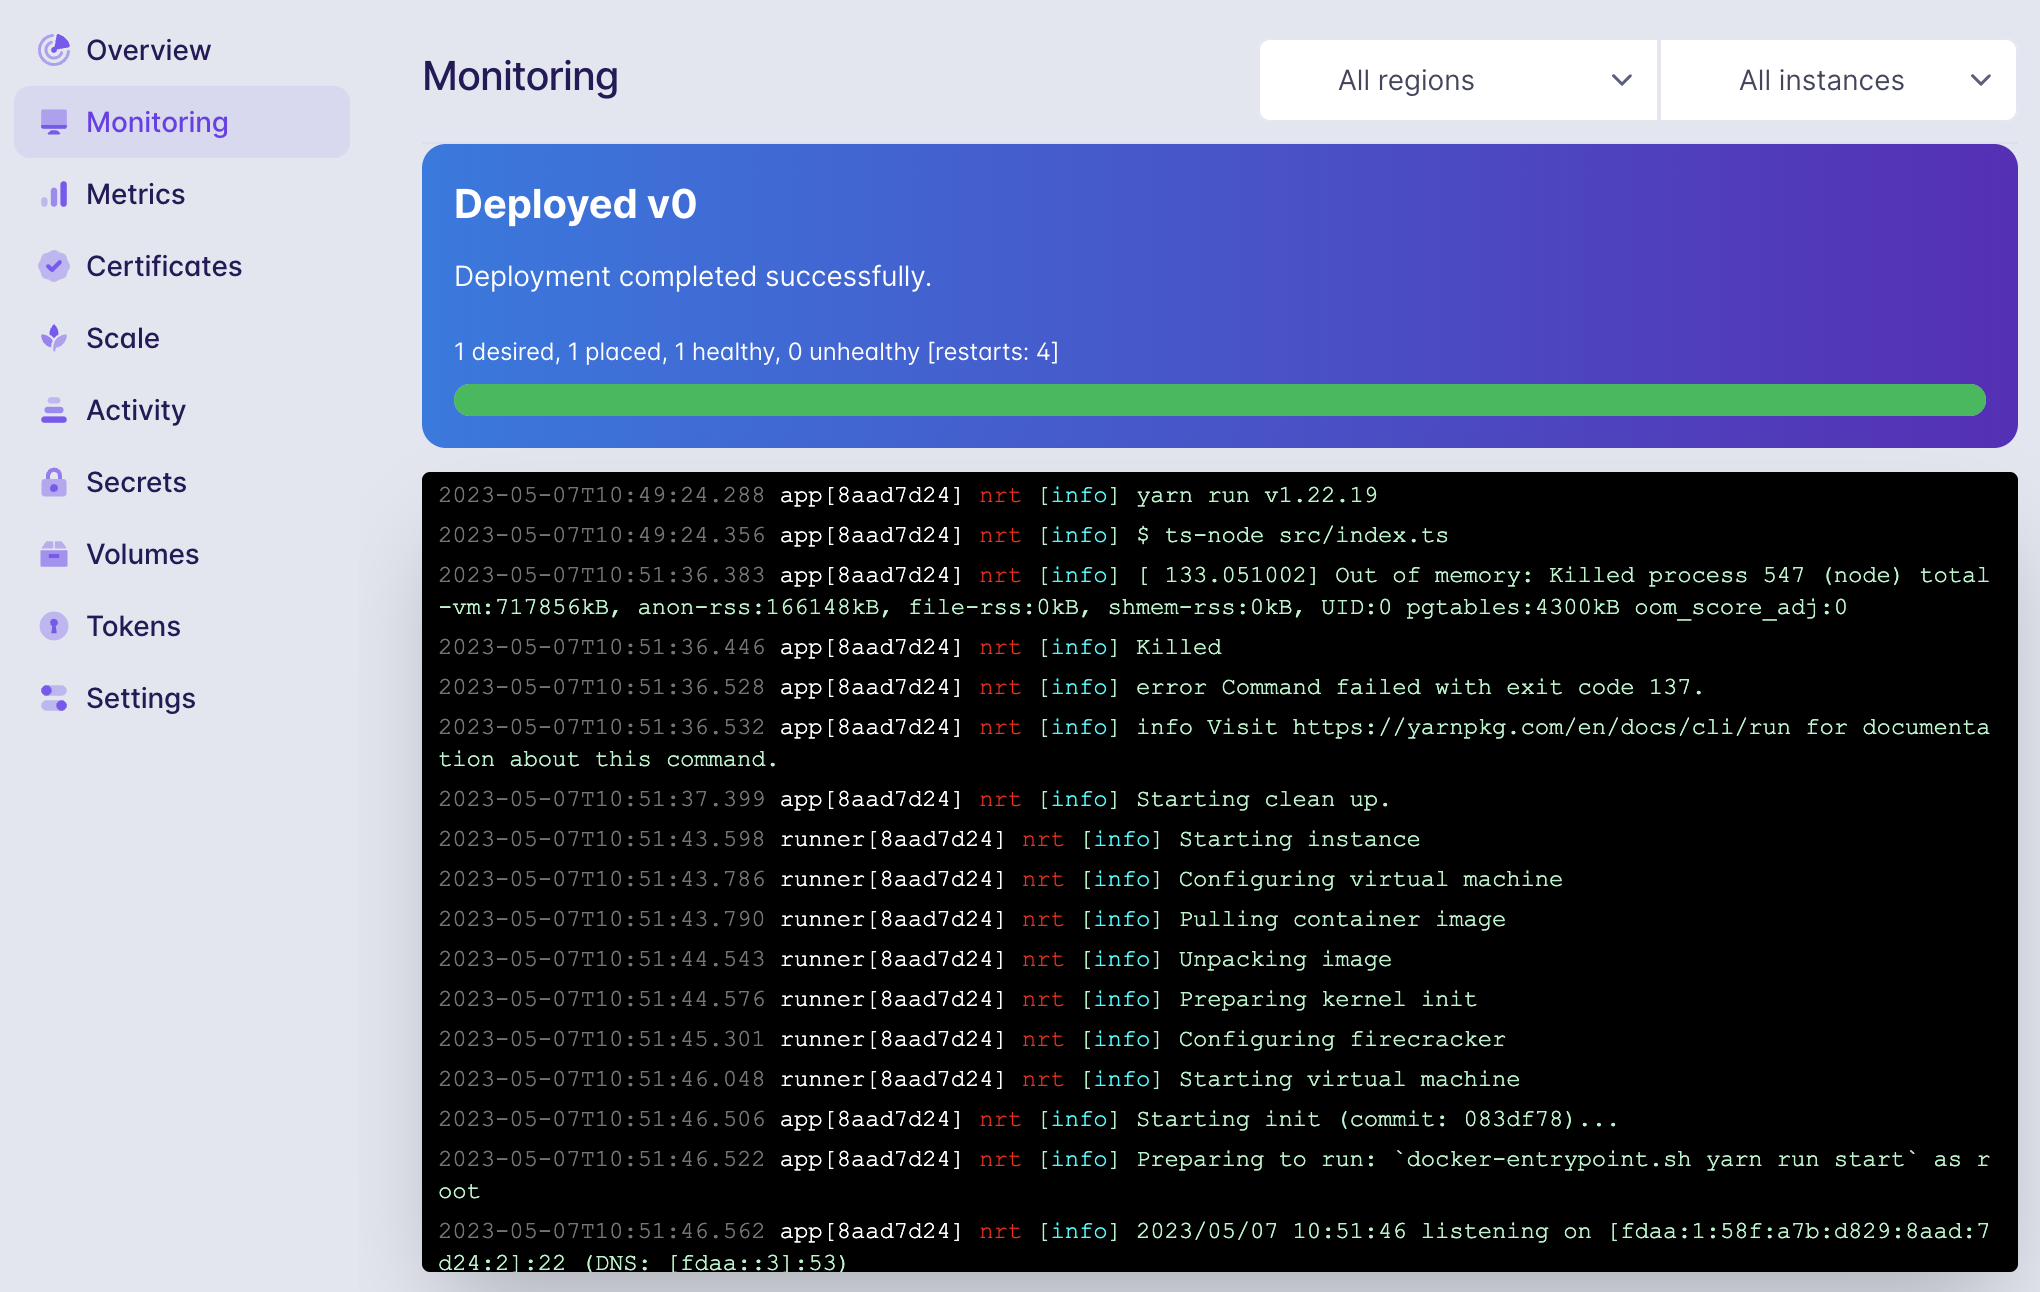 Overview
Monitoring
Metrics
Certificates
Scale
Activity
Secrets
Volumes
Tokens
Settings
Monitoring
All regions
All instances
Deployed v0
Deployment completed successfully.
1 desired, 1 placed, 1 healthy, 0 unhealthy [restarts: 4]
2023-05-07T10:49:24.288 app[8aad7d24] nrt [info] yarn run v1.22.19
2023-05-07T10:49:24.356 app[8aad7d24] nrt [info] $ ts-node src/index.ts
2023-05-07T10:51:36.383 app[8aad7d24] nrt [info] [ 133.051002] Out of memory: Killed process 547 (node) total
-vm:717856kB, anon-rss:166148kB, file-rss:0kB, shmem-rss:0kB, UID:0 pgtables:4300kB oom_score_adj:0
2023-05-07T10:51:36.446 app[8aad7d24] nrt [info] Killed
2023-05-07T10:51:36.528 app[8aad7d24] nrt [info] error Command failed with exit code 137.
2023-05-07T10:51:36.532 app[8aad7d24] nrt [info] info Visit https://yarnpkg.com/en/docs/cli/run for documenta
tion about this command.
2023-05-07T10:51:37.399 app[8aad7d24] nrt [info] Starting clean up.
2023-05-07T10:51:43.598 runner[8aad7d24] nrt [info] Starting instance
2023-05-07T10:51:43.786 runner[8aad7d24] nrt [info] Configuring virtual machine
2023-05-07T10:51:43.790 runner[8aad7d24] nrt [info] Pulling container image
2023-05-07T10:51:44.543 runner[8aad7d24] nrt [info] Unpacking image
2023-05-07T10:51:44.576 runner[8aad7d24] nrt [info] Preparing kernel init
2023-05-07T10:51:45.301 runner[8aad7d24] nrt [info] Configuring firecracker
2023-05-07T10:51:46.048 runner[8aad7d24] nrt [info] Starting virtual machine
2023-05-07T10:51:46.506 app[8aad7d24] nrt [info] Starting init (commit: 083df78)...
2023-05-07T10:51:46.522 app[8aad7d24] nrt [info] Preparing to run: `docker-entrypoint.sh yarn run start` as r
oot
2023-05-07T10:51:46.562 app[8aad7d24] nrt [info] 2023/05/07 10:51:46 listening on [fdaa:1:58f:a7b:d829:8aad:7
d24:2]:22 (DNS: [fdaa::3]:53)